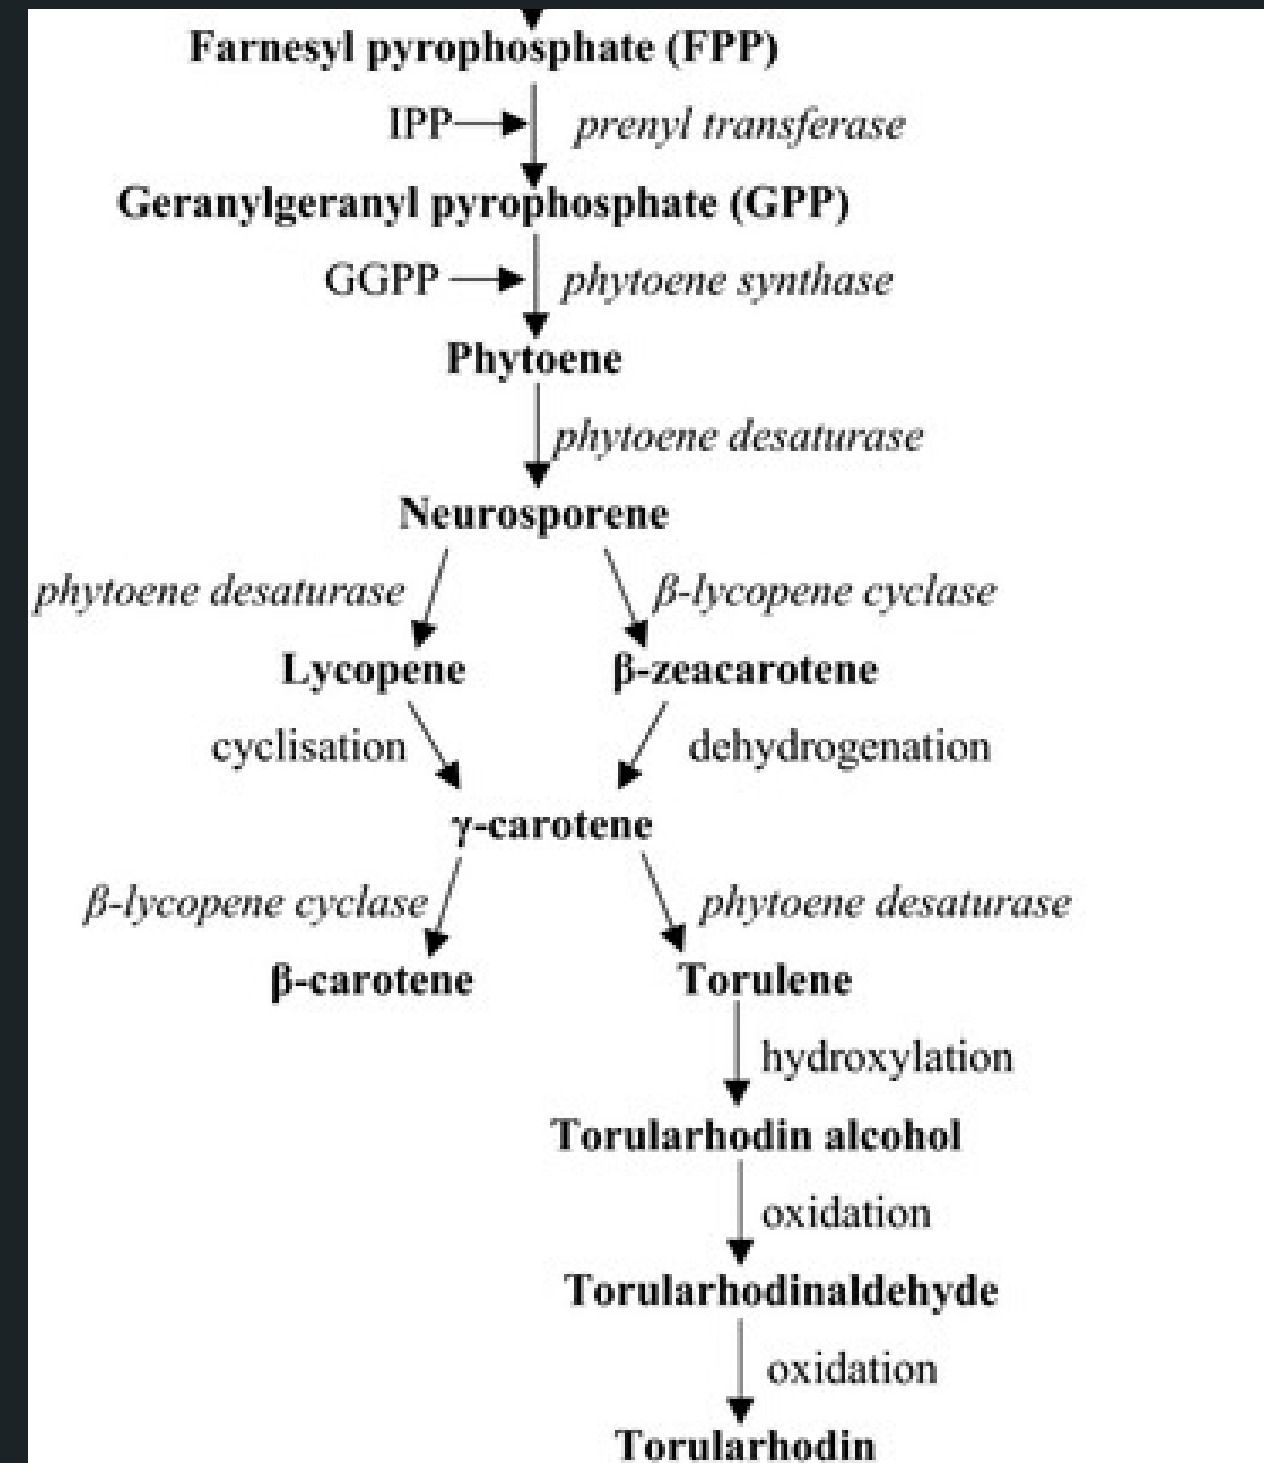 Farnesyl pyrophosphate (FPP)
IPP prenyl transferase
Geranylgeranyl pyrophosphate (GPP)
GGPP phytoene synthase
Phytoene
phytoene desaturase
Neurosporene
phytoene desaturase β-lycopene cyclase
Lycopene β-zeacarotene
cyclisation dehydrogenation
γ-carotene
β-lycopene cyclase phytoene desaturase
β-carotene Torulene
hydroxylation
Torularhodin alcohol
oxidation
Torularhodinaldehyde
oxidation
Torularhodin